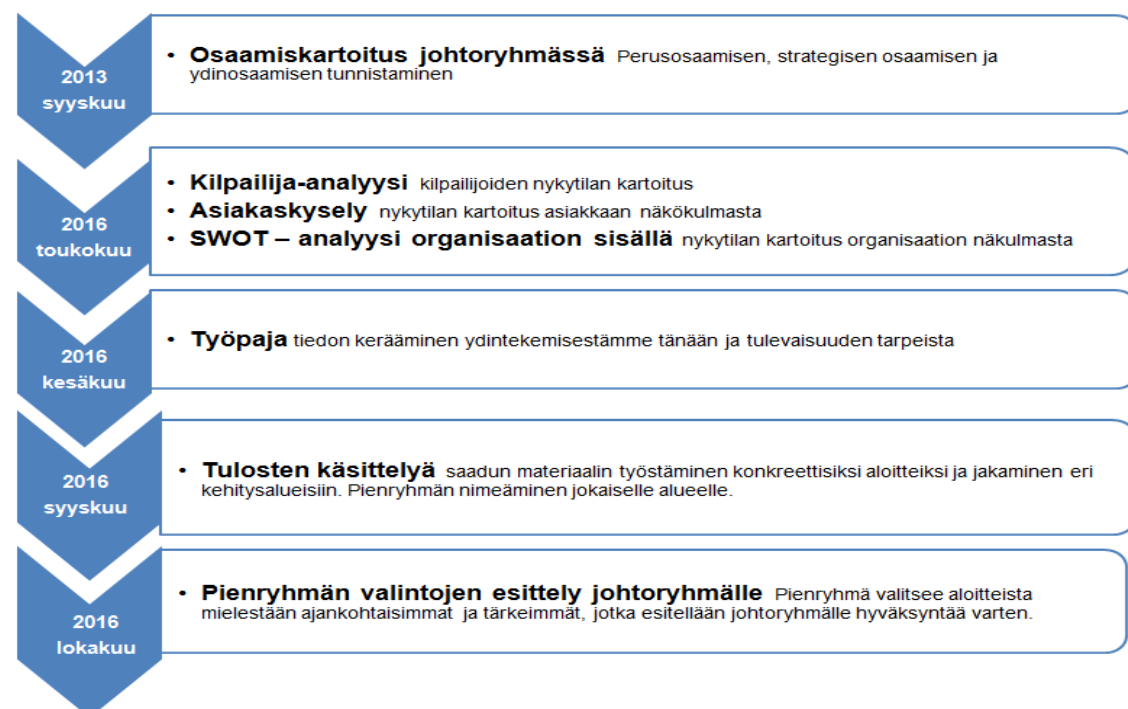 2013
syyskuu
• Osaamiskartoitus johtoryhmässä Perusosaamisen, strategisen osaamisen ja
ydinosaamisen tunnistaminen
2016
toukokuu
• Kilpailija-analyysi kilpailijoiden nykytilan kartoitus
• Asiakaskysely nykytilan kartoitus asiakkaan näkökulmasta
• SWOT – analyysi organisaation sisällä nykytilan kartoitus organisaation näkulmasta
2016
kesäkuu
• Työpaja tiedon kerääminen ydintekemisestämme tänään ja tulevaisuuden tarpeista
2016
syyskuu
• Tulosten käsittelyä saadun materiaalin työstäminen konkreettisiksi aloitteiksi ja jakaminen eri
kehitysalueisiin. Pienryhmän nimeäminen jokaiselle alueelle.
2016
lokakuu
• Pienryhmän valintojen esittely johtoryhmälle Pienryhmä valitsee aloitteista
mielestään ajankohtaisimmat ja tärkeimmät, jotka esitellään johtoryhmälle hyväksyntää varten.